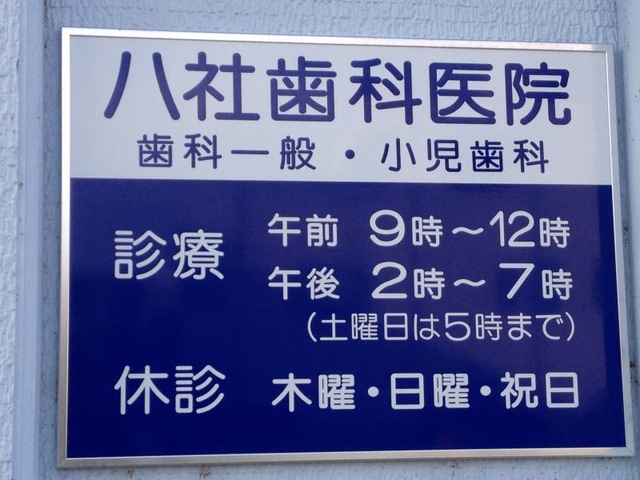 八社歯科医院
歯科一般・小児歯科
診療 午前 9時～12時
午後 2時～7時
(土曜日は5時まで)
休診 木曜・日曜・祝日